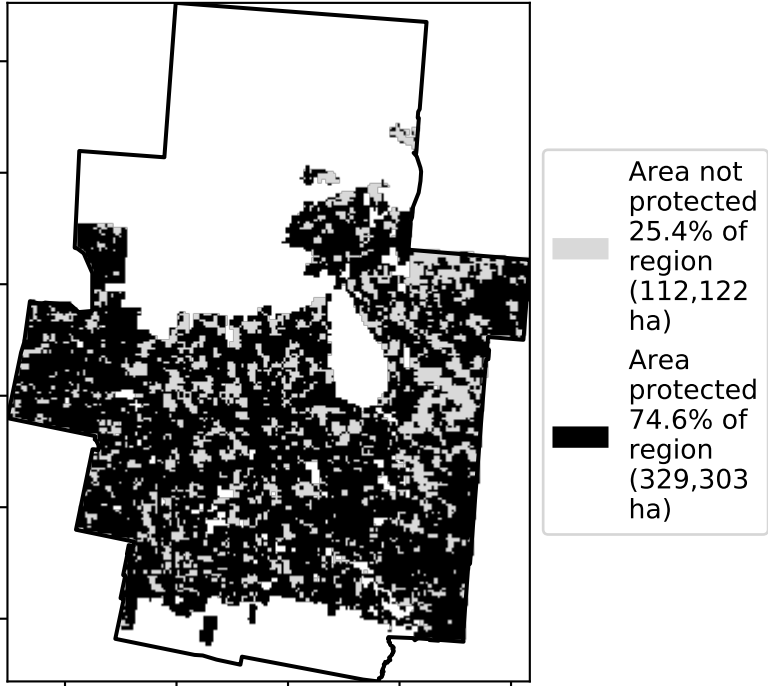 Area not
protected
25.4% of
region
(112,122
ha)
Area
protected
74.6% of
region
(329,303
ha)